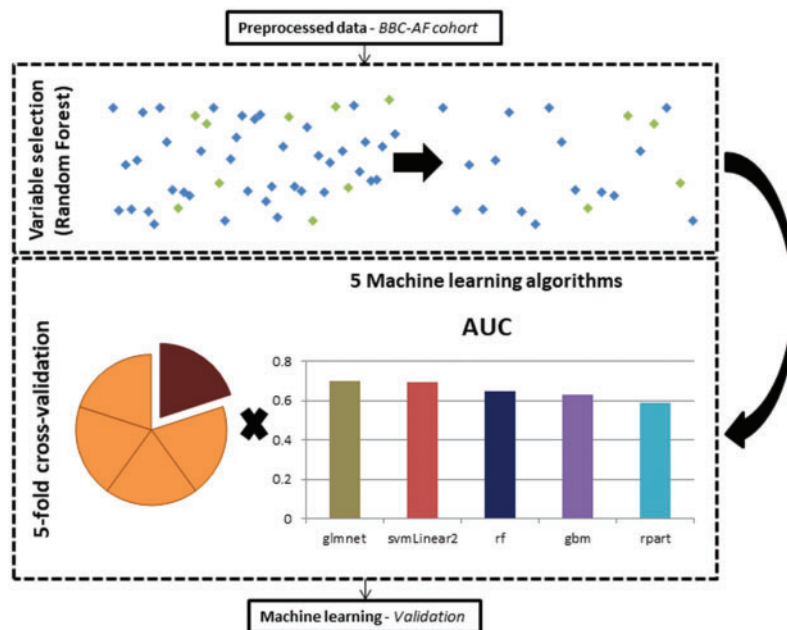 Preprocessed data - BBC-AF cohort
Variable selection
(Random Forest)
5-fold cross-validation
5 Machine learning algorithms
AUC
0.8
0.6
0.4
0.2
0
glmnet
svmLinear2
rf
gbm
rpart
Machine learning - Validation